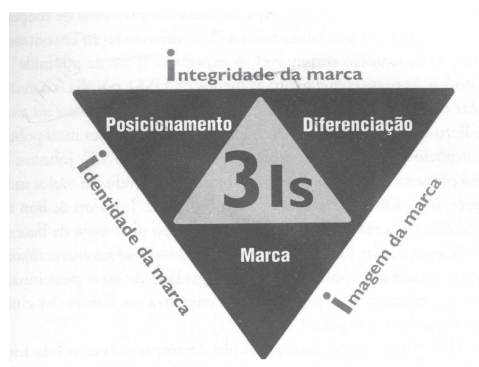 integridade da marca
Posicionamento
Diferenciação
3Is
Marca
identidade da marca
imagem da marca